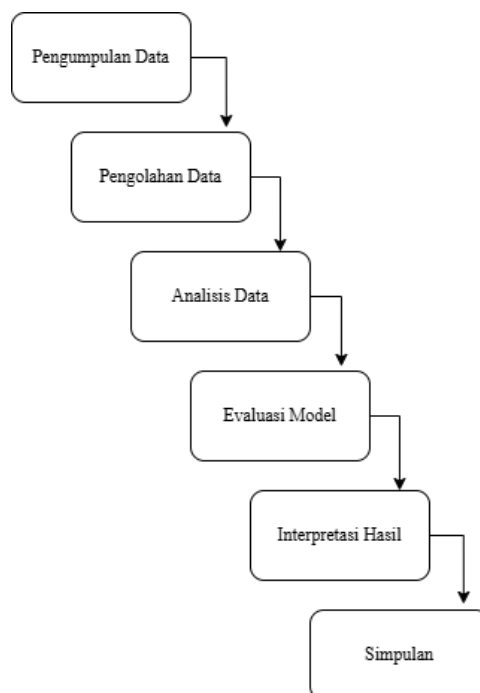 Pengumpulan Data
Pengolahan Data
Analisis Data
Evaluasi Model
Interpretasi Hasil
Simpulan